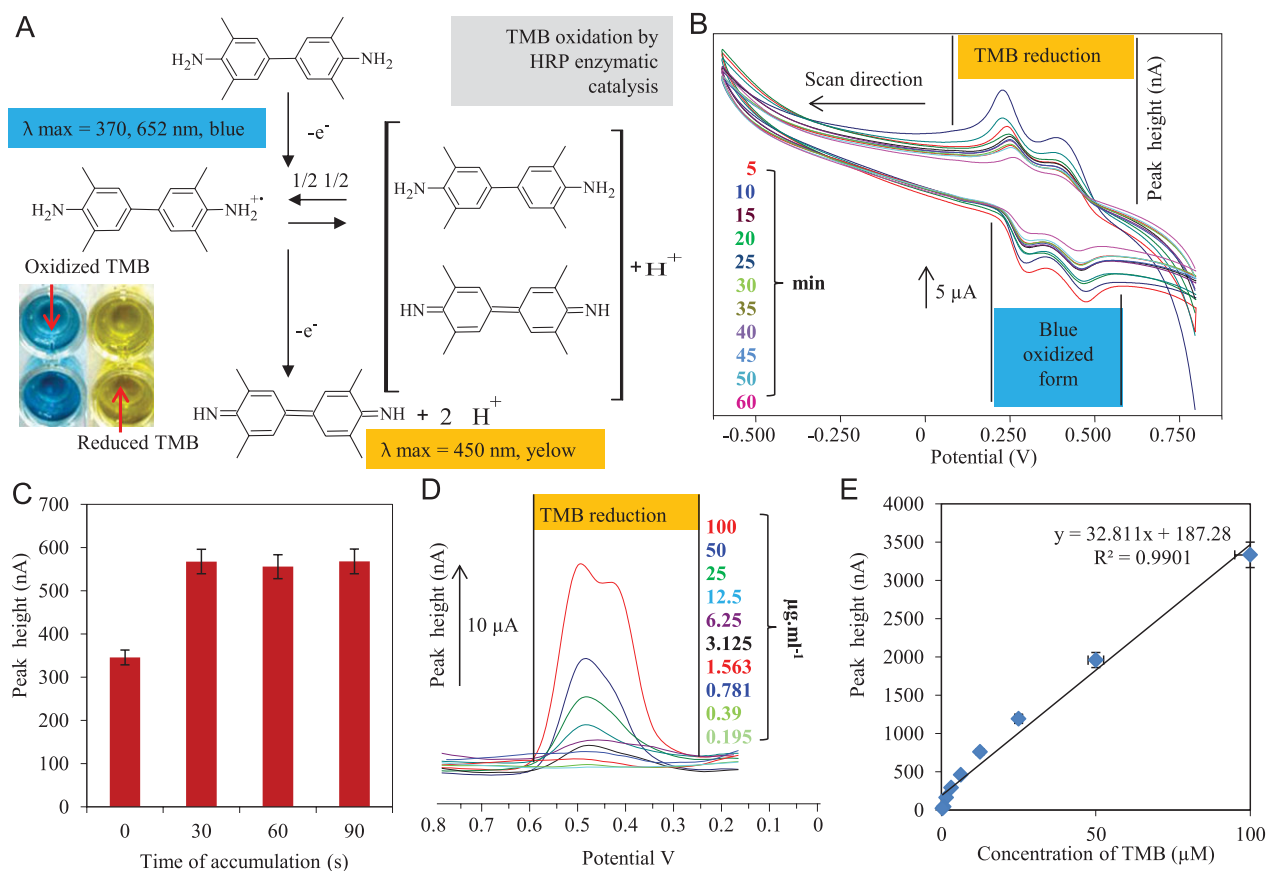 A
H₂N
NH₂
TMB oxidation by
HRP enzymatic
catalysis
λ max = 370, 652 nm, blue
-e⁻
1/2 1/2
H₂N
NH₂
+•
H₂N
NH₂
HN
NH
+H⁺
Oxidized TMB
-e⁻
Reduced TMB
HN
NH
+ 2 H⁺
λ max = 450 nm, yelow
B
TMB reduction
Scan direction
Peak height (nA)
5
10
15
20
25
30
35
40
45
50
60
min
5 µA
Blue
oxidized
form
-0.500
-0.250
0
0.250
0.500
0.750
Potential (V)
C
Peak height (nA)
700
600
500
400
300
200
100
0
0
30
60
90
Time of accumulation (s)
D
Peak height (nA)
10 µA
TMB reduction
100
50
25
12.5
6.25
3.125
1.563
0.781
0.39
0.195
µg.ml⁻¹
0.8
0.7
0.6
0.5
0.4
0.3
0.2
0.1
0
Potential V
E
Peak height (nA)
4000
3500
3000
2500
2000
1500
1000
500
0
y = 32.811x + 187.28
R² = 0.9901
0
50
100
Concentration of TMB (µM)